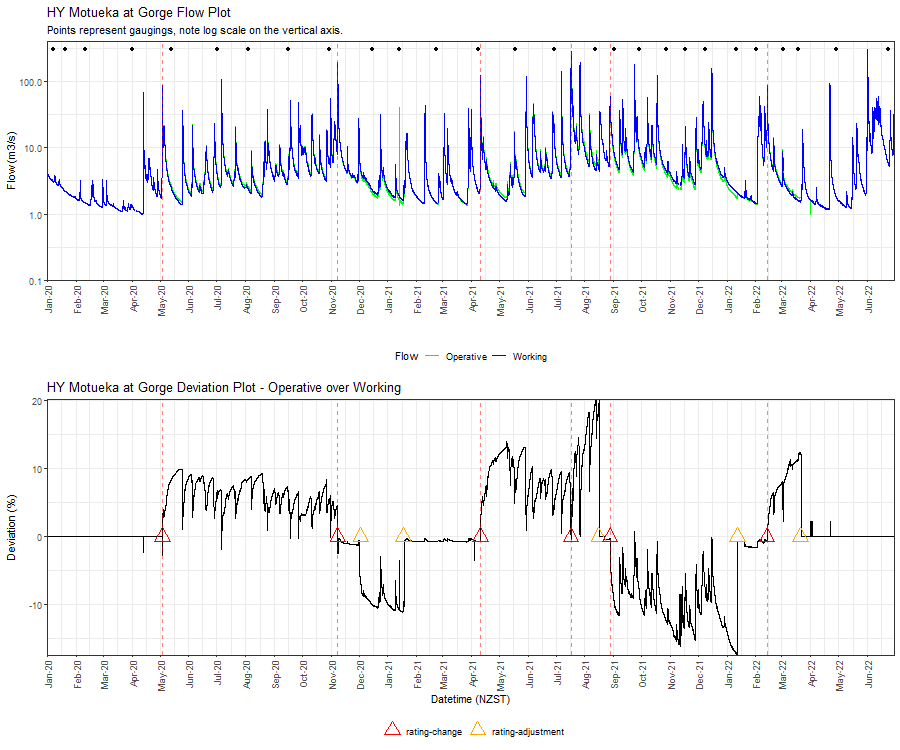 HY Motueka at Gorge Flow Plot
Points represent gaugings, note log scale on the vertical axis.
Flow (m3/s)
100.0
10.0
1.0
0.1
Jan-20 Feb-20 Mar-20 Apr-20 May-20 Jun-20 Jul-20 Aug-20 Sep-20 Oct-20 Nov-20 Dec-20 Jan-21 Feb-21 Mar-21 Apr-21 May-21 Jun-21 Jul-21 Aug-21 Sep-21 Oct-21 Nov-21 Dec-21 Jan-22 Feb-22 Mar-22 Apr-22 May-22 Jun-22
Flow Operative Working
HY Motueka at Gorge Deviation Plot - Operative over Working
Deviation (%)
20
10
0
-10
Jan-20 Feb-20 Mar-20 Apr-20 May-20 Jun-20 Jul-20 Aug-20 Sep-20 Oct-20 Nov-20 Dec-20 Jan-21 Feb-21 Mar-21 Apr-21 May-21 Jun-21 Jul-21 Aug-21 Sep-21 Oct-21 Nov-21 Dec-21 Jan-22 Feb-22 Mar-22 Apr-22 May-22 Jun-22
Datetime (NZST)
rating-change rating-adjustment